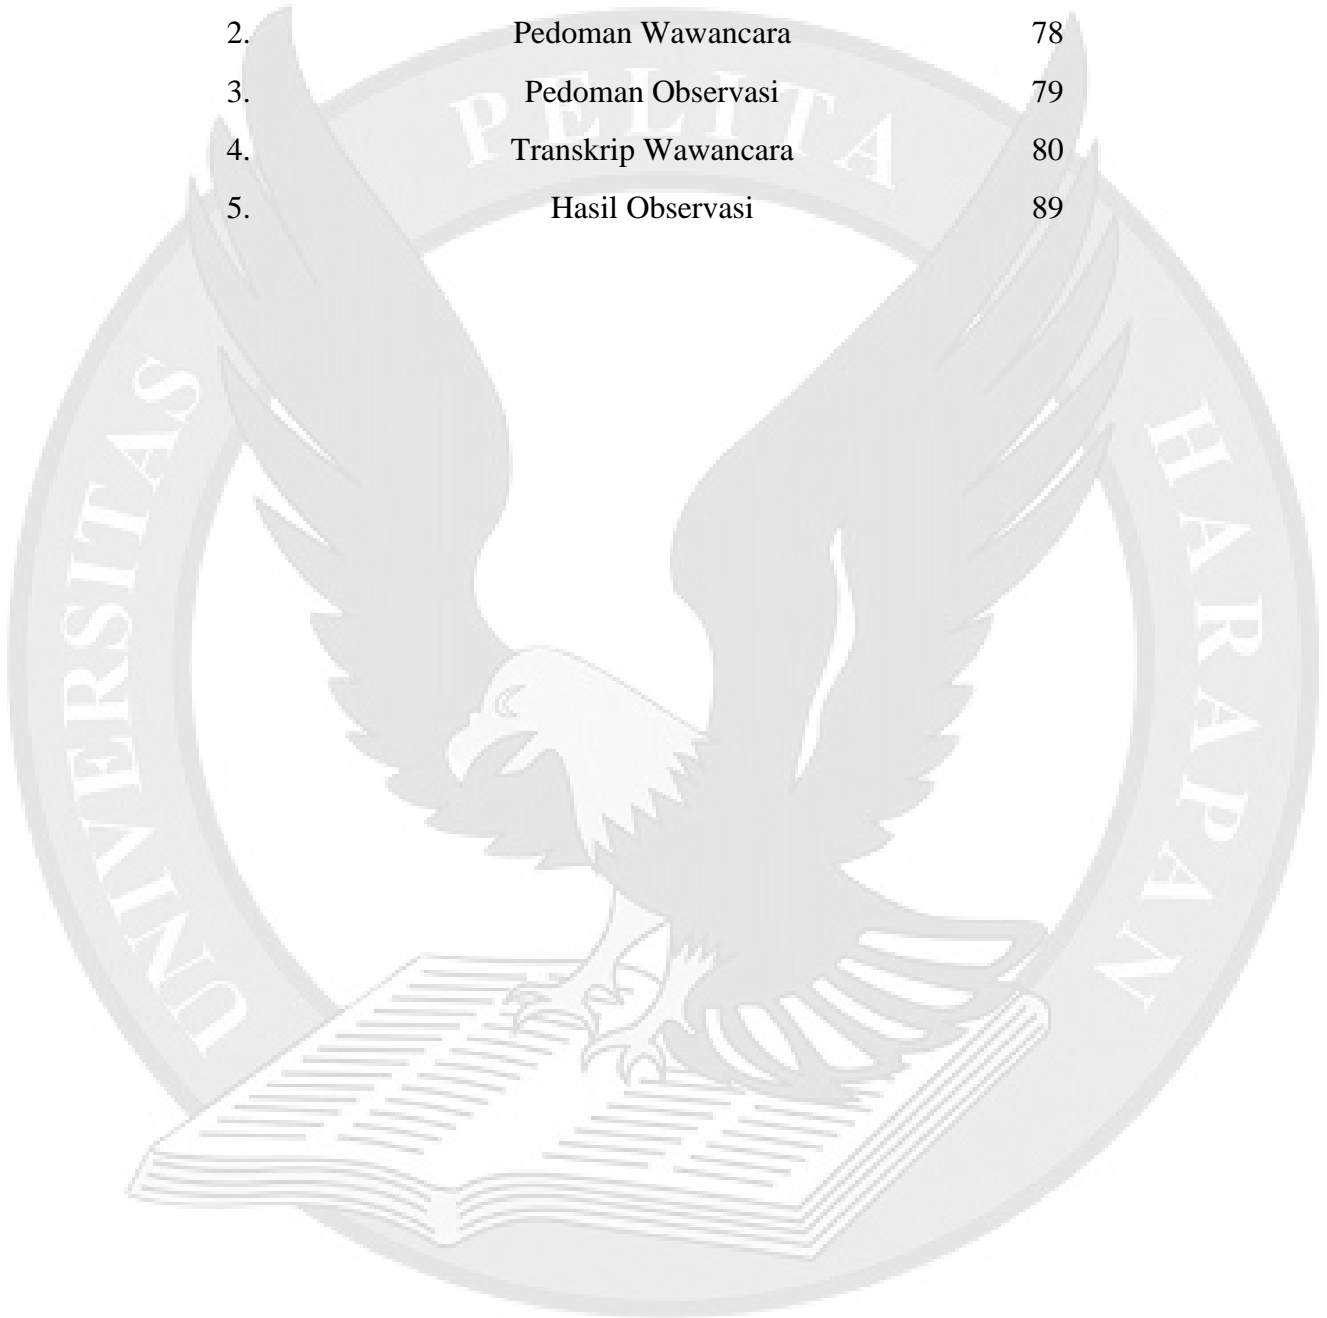 2. Pedoman Wawancara 78
3. Pedoman Observasi 79
4. Transkrip Wawancara 80
5. Hasil Observasi 89
UNIVERSITAS PELITA HARAPAN